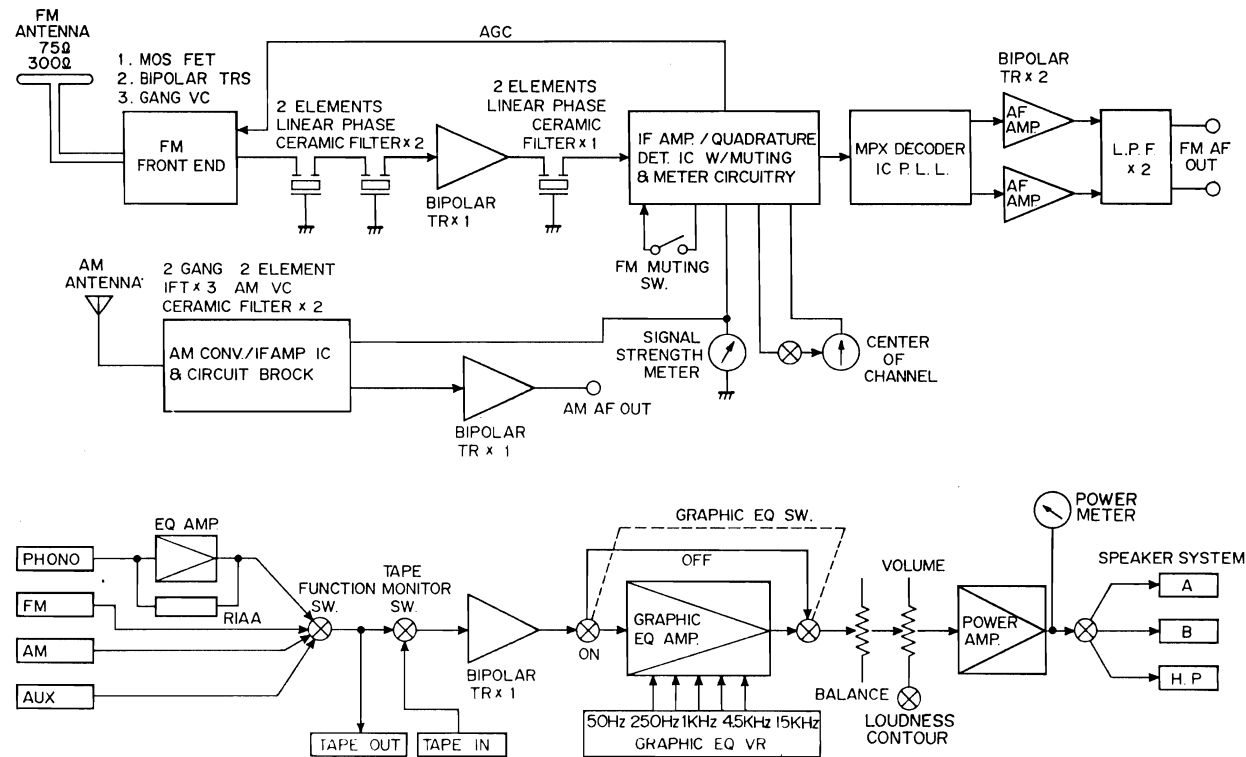 FM
ANTENNA
75Ω
300Ω
1. MOS FET
2. BIPOLAR TRS
3. GANG VC
FM
FRONT END
AGC
2 ELEMENTS
LINEAR PHASE
CERAMIC FILTER × 2
BIPOLAR
TR × 1
2 ELEMENTS
LINEAR PHASE
CERAMIC
FILTER × 1
IF AMP. / QUADRATURE
DET. IC W/MUTING
& METER CIRCUITRY
FM MUTING
SW.
MPX DECODER
IC P. L. L.
BIPOLAR
TR × 2
AF
AMP
AF
AMP.
L. P. F.
× 2
FM AF
OUT
AM
ANTENNA
2 GANG 2 ELEMENT
IFT × 3 AM VC
CERAMIC FILTER × 2
AM CONV./IF AMP IC
& CIRCUIT BROCK
BIPOLAR
TR × 1
AM AF OUT
SIGNAL
STRENGTH
METER
CENTER
OF
CHANNEL
PHONO
FM
AM
AUX
EQ AMP.
RIAA
FUNCTION
SW.
TAPE
MONITOR
SW.
TAPE OUT
TAPE IN
BIPOLAR
TR × 1
GRAPHIC EQ SW.
OFF
ON
GRAPHIC
EQ AMP.
50Hz 250Hz 1KHz 4.5KHz 15KHz
GRAPHIC EQ VR
BALANCE
VOLUME
LOUDNESS
CONTOUR
POWER
AMP.
POWER
METER
SPEAKER SYSTEM
A
B
H. P